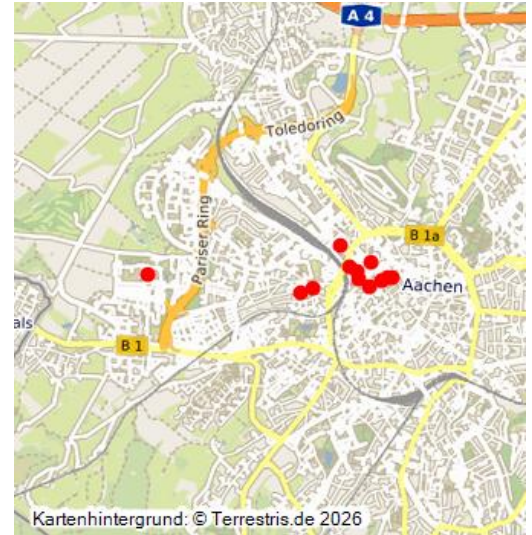 A 4
Toledoring
Pariser Ring
B 1a
Aachen
als
B 1
Kartenhintergrund: © Terrestris.de 2026